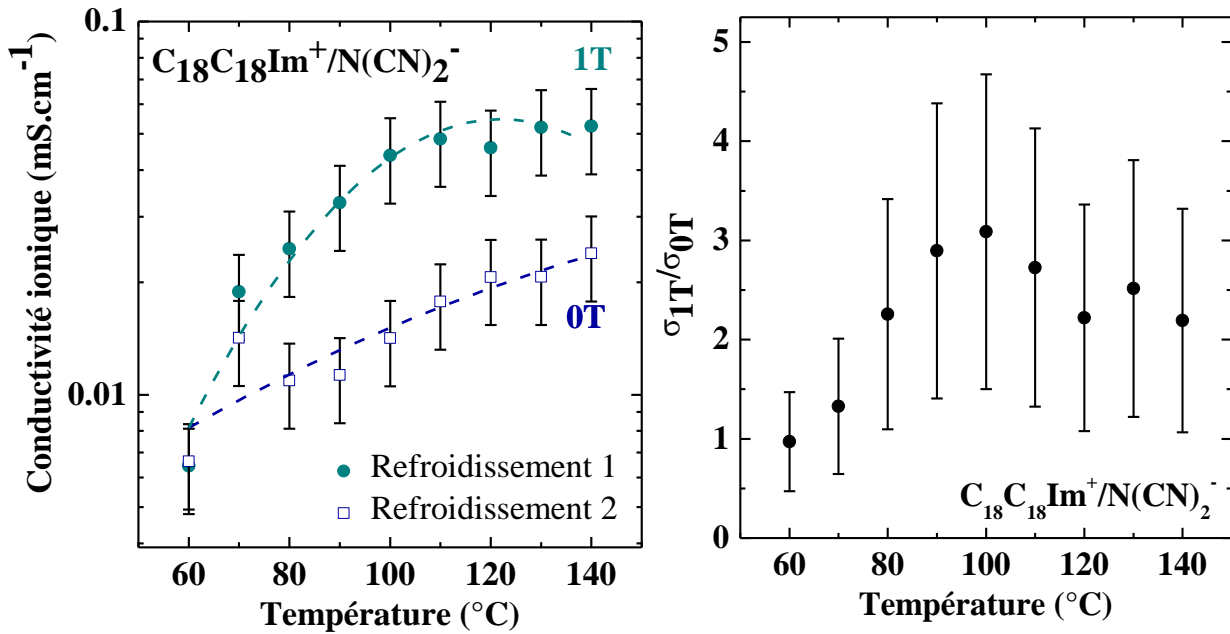 Conductivité ionique (mS.cm⁻¹)
0.1
0.01
C₁₈C₁₈Im⁺/N(CN)₂⁻
1T
0T
Refroidissement 1
Refroidissement 2
60 80 100 120 140
Température (°C)
σ1T/σ0T
5
4
3
2
1
0
C₁₈C₁₈Im⁺/N(CN)₂⁻
60 80 100 120 140
Température (°C)